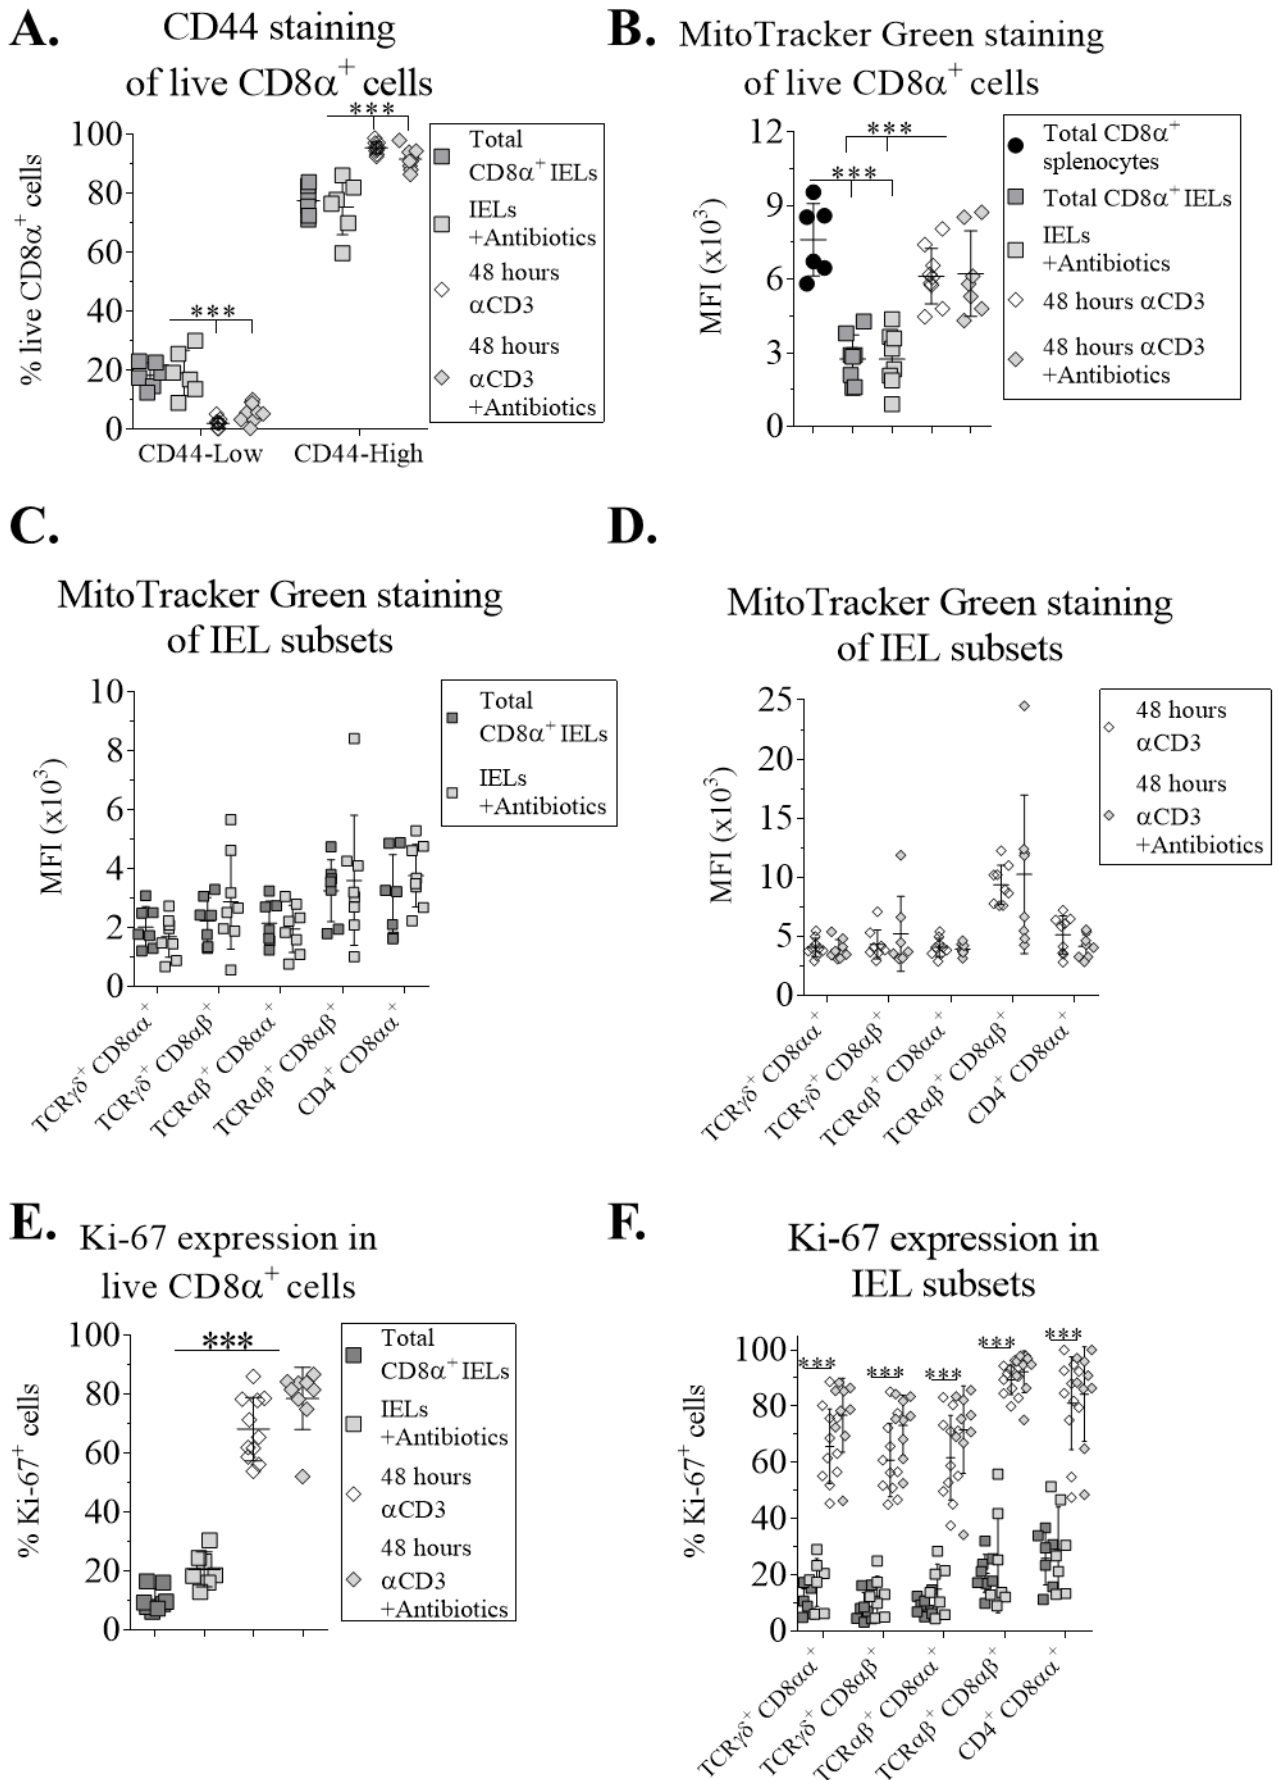 A.
CD44 staining
of live CD8α⁺ cells
***
100
80
60
40
20
0
% live CD8α⁺ cells
***
CD44-Low
CD44-High
Total
CD8α⁺ IELs
IELs
+Antibiotics
48 hours
αCD3
48 hours
αCD3
+Antibiotics
B.
MitoTracker Green staining
of live CD8α⁺ cells
12
9
6
3
0
MFI (x10³)
***
***
Total CD8α⁺
splenocytes
Total CD8α⁺ IELs
IELs
+Antibiotics
48 hours αCD3
48 hours αCD3
+Antibiotics
C.
MitoTracker Green staining
of IEL subsets
10
8
6
4
2
0
MFI (x10³)
Total
CD8α⁺ IELs
IELs
+Antibiotics
TCRγδ⁺ CD8αα⁺
TCRγδ⁺ CD8αβ⁺
TCRαβ⁺ CD8αα⁺
TCRαβ⁺ CD8αβ⁺
CD4⁺ CD8αα⁺
D.
MitoTracker Green staining
of IEL subsets
25
20
15
10
5
0
MFI (x10³)
48 hours
αCD3
48 hours
αCD3
+Antibiotics
TCRγδ⁺ CD8αα⁺
TCRγδ⁺ CD8αβ⁺
TCRαβ⁺ CD8αα⁺
TCRαβ⁺ CD8αβ⁺
CD4⁺ CD8αα⁺
E.
Ki-67 expression in
live CD8α⁺ cells
100
80
60
40
20
0
% Ki-67⁺ cells
***
Total
CD8α⁺ IELs
IELs
+Antibiotics
48 hours
αCD3
48 hours
αCD3
+Antibiotics
F.
Ki-67 expression in
IEL subsets
100
80
60
40
20
0
% Ki-67⁺ cells
***
***
***
***
***
TCRγδ⁺ CD8αα⁺
TCRγδ⁺ CD8αβ⁺
TCRαβ⁺ CD8αα⁺
TCRαβ⁺ CD8αβ⁺
CD4⁺ CD8αα⁺